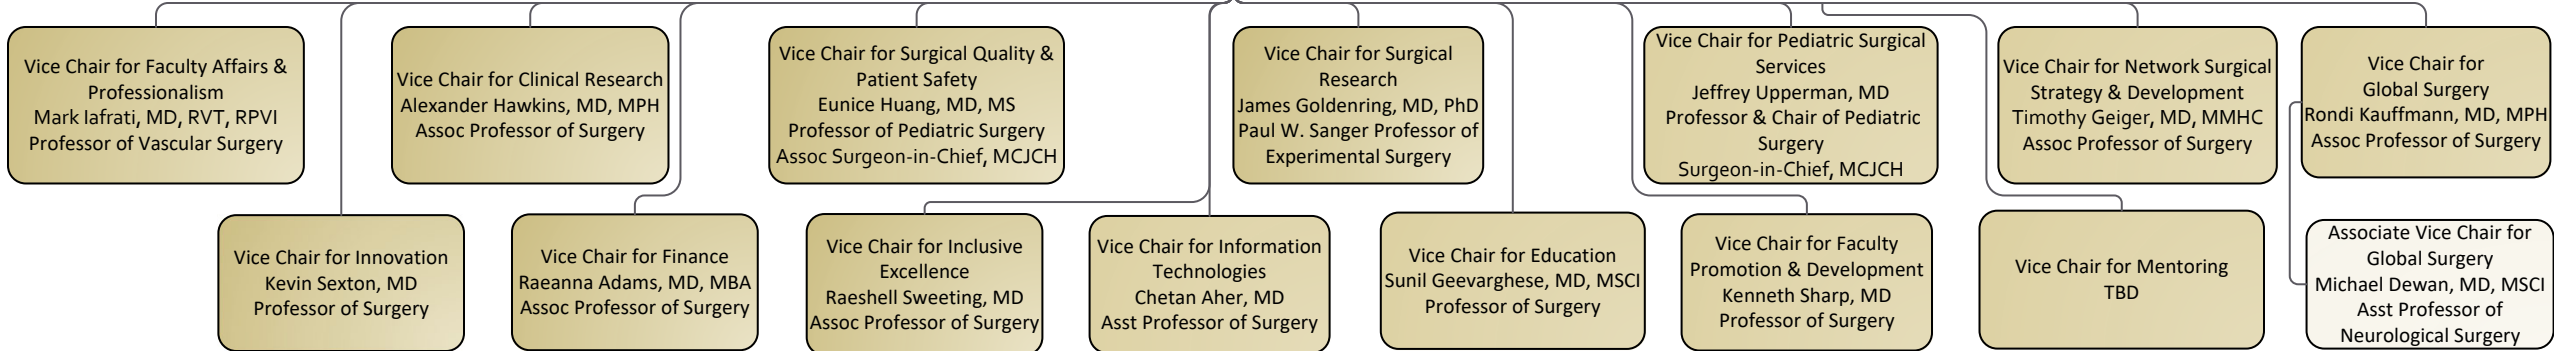 Vice Chair for Faculty Affairs &
Professionalism
Mark Iafrati, MD, RVT, RPVI
Professor of Vascular Surgery
Vice Chair for Clinical Research
Alexander Hawkins, MD, MPH
Assoc Professor of Surgery
Vice Chair for Surgical Quality &
Patient Safety
Eunice Huang, MD, MS
Professor of Pediatric Surgery
Assoc Surgeon-in-Chief, MCJCH
Vice Chair for Surgical
Research
James Goldenring, MD, PhD
Paul W. Sanger Professor of
Experimental Surgery
Vice Chair for Pediatric Surgical
Services
Jeffrey Upperman, MD
Professor & Chair of Pediatric
Surgery
Surgeon-in-Chief, MCJCH
Vice Chair for Network Surgical
Strategy & Development
Timothy Geiger, MD, MMHC
Assoc Professor of Surgery
Vice Chair for
Global Surgery
Rondi Kauffmann, MD, MPH
Assoc Professor of Surgery
Vice Chair for Innovation
Kevin Sexton, MD
Professor of Surgery
Vice Chair for Finance
Raeanna Adams, MD, MBA
Assoc Professor of Surgery
Vice Chair for Inclusive
Excellence
Raeshell Sweeting, MD
Assoc Professor of Surgery
Vice Chair for Information
Technologies
Chetan Aher, MD
Asst Professor of Surgery
Vice Chair for Education
Sunil Geevarghese, MD, MSCI
Professor of Surgery
Vice Chair for Faculty
Promotion & Development
Kenneth Sharp, MD
Professor of Surgery
Vice Chair for Mentoring
TBD
Associate Vice Chair for
Global Surgery
Michael Dewan, MD, MSCI
Asst Professor of
Neurological Surgery